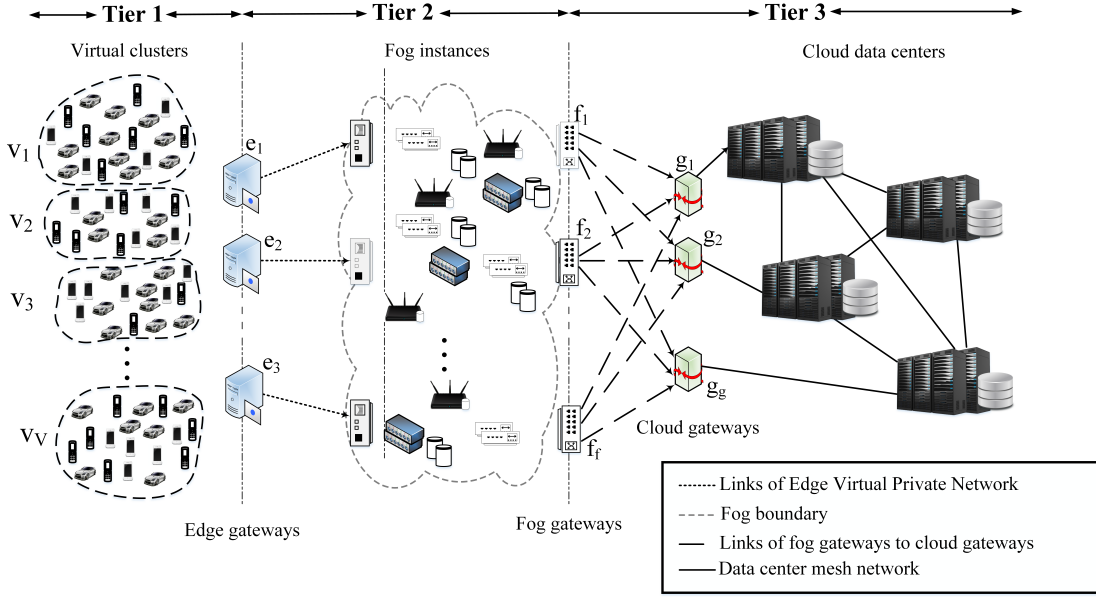 Tier 1
Tier 2
Tier 3
Virtual clusters
Fog instances
Cloud data centers
v1
v2
v3
vV
e1
e2
e3
f1
f2
ff
g1
g2
gg
Cloud gateways
Edge gateways
Fog gateways
Links of Edge Virtual Private Network
Fog boundary
Links of fog gateways to cloud gateways
Data center mesh network